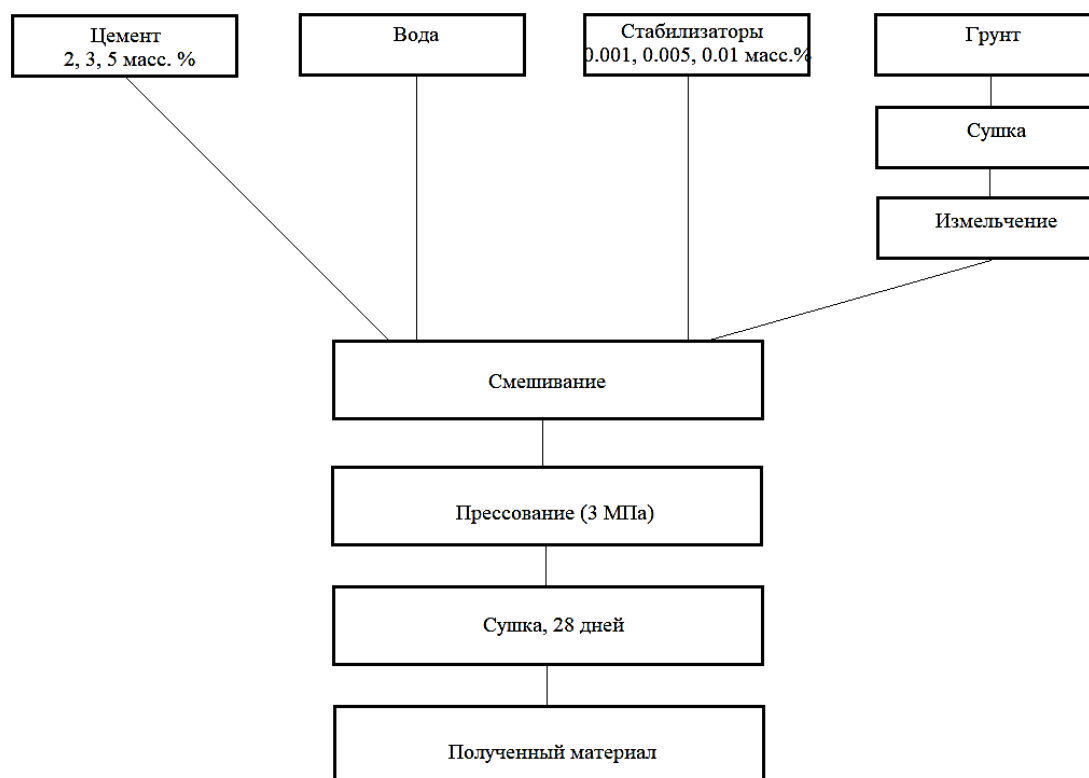 Цемент
2, 3, 5 масс. %
Вода
Стабилизаторы
0.001, 0.005, 0.01 масс.%
Грунт
Сушка
Измельчение
Смешивание
Прессование (3 МПа)
Сушка, 28 дней
Полученный материал